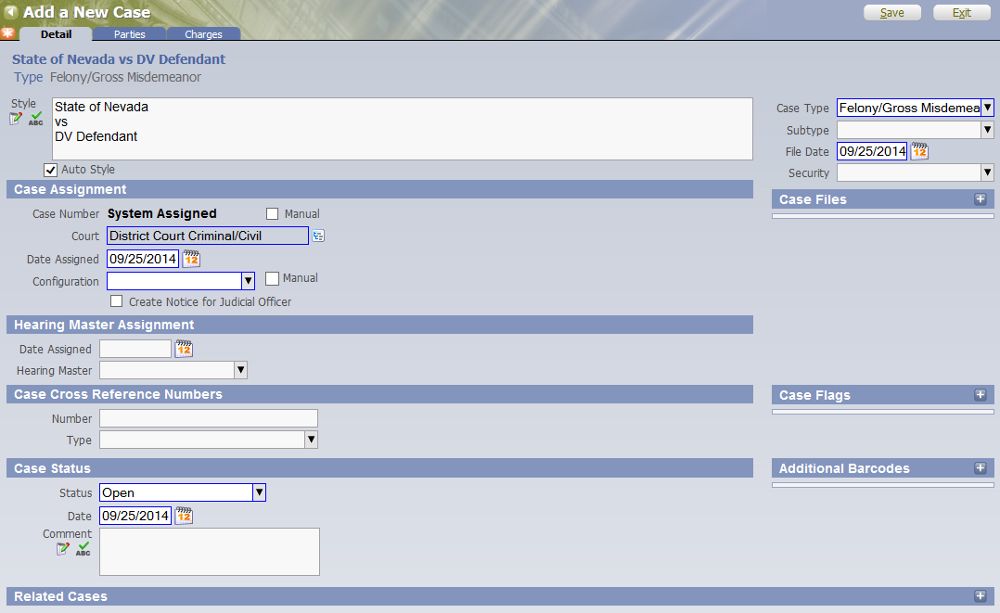 Add a New Case
Save
Exit
Detail
Parties
Charges
State of Nevada vs DV Defendant
Type Felony/Gross Misdemeanor
Style
ABC
State of Nevada
vs
DV Defendant
Auto Style
Case Type Felony/Gross Misdemea
Subtype
File Date 09/25/2014 12
Security
Case Files
Case Assignment
Case Number System Assigned Manual
Court District Court Criminal/Civil
Date Assigned 09/25/2014 12
Configuration Manual
Create Notice for Judicial Officer
Hearing Master Assignment
Date Assigned 12
Hearing Master
Case Cross Reference Numbers
Number
Type
Case Flags
Case Status
Status Open
Date 09/25/2014 12
Comment
ABC
Additional Barcodes
Related Cases